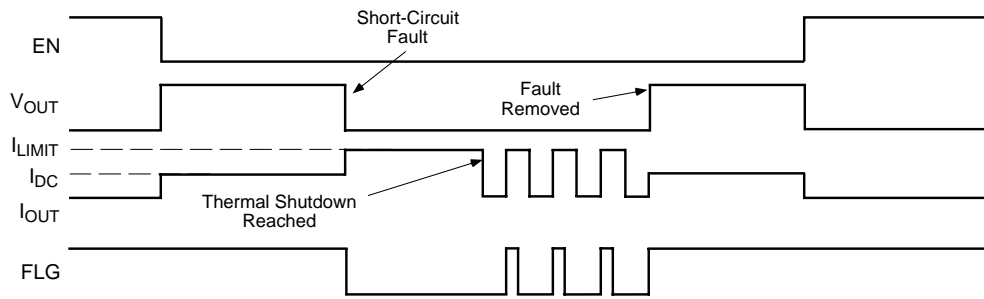 EN
Short-Circuit
Fault
VOUT
Fault
Removed
ILIMIT
IDC
IOUT
Thermal Shutdown
Reached
FLG